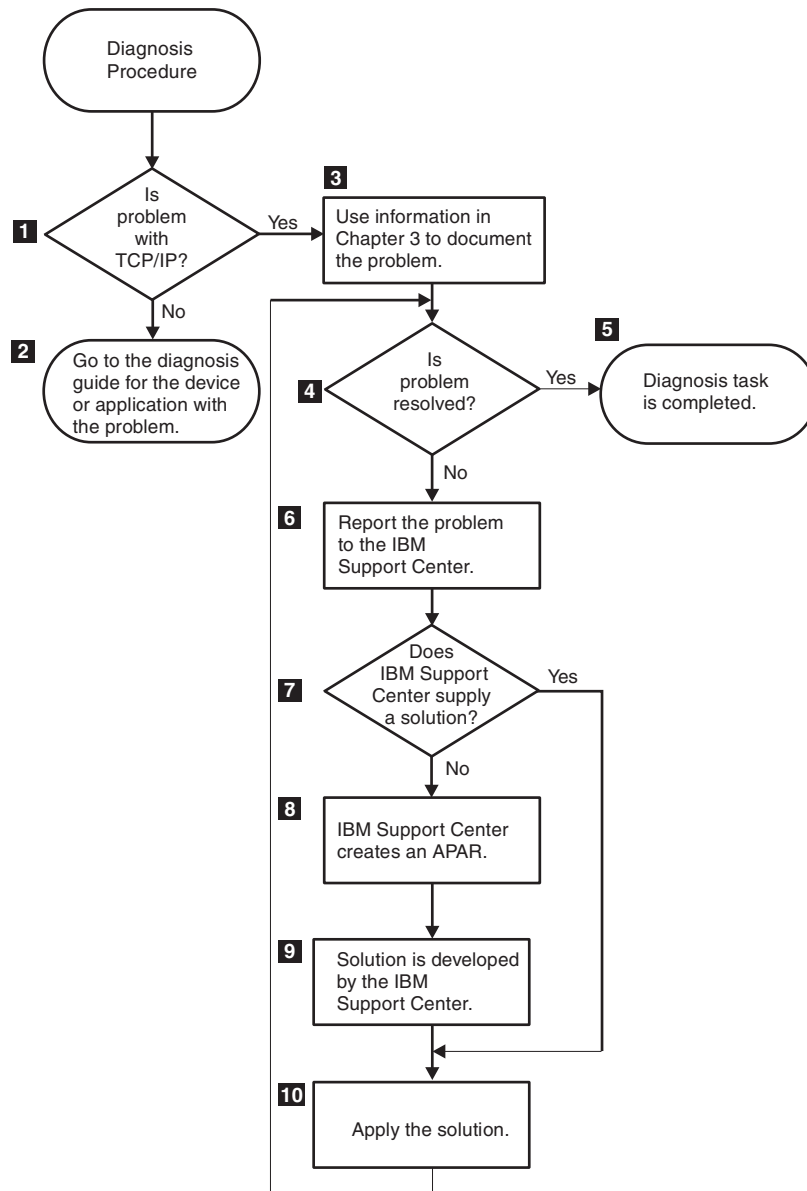 Diagnosis
Procedure
1
Is
problem
with
TCP/IP?
Yes
No
2
Go to the diagnosis
guide for the device
or application with
the problem.
3
Use information in
Chapter 3 to document
the problem.
4
Is
problem
resolved?
Yes
No
5
Diagnosis task
is completed.
6
Report the problem
to the IBM
Support Center.
7
Does
IBM Support
Center supply
a solution?
Yes
No
8
IBM Support Center
creates an APAR.
9
Solution is developed
by the IBM
Support Center.
10
Apply the solution.